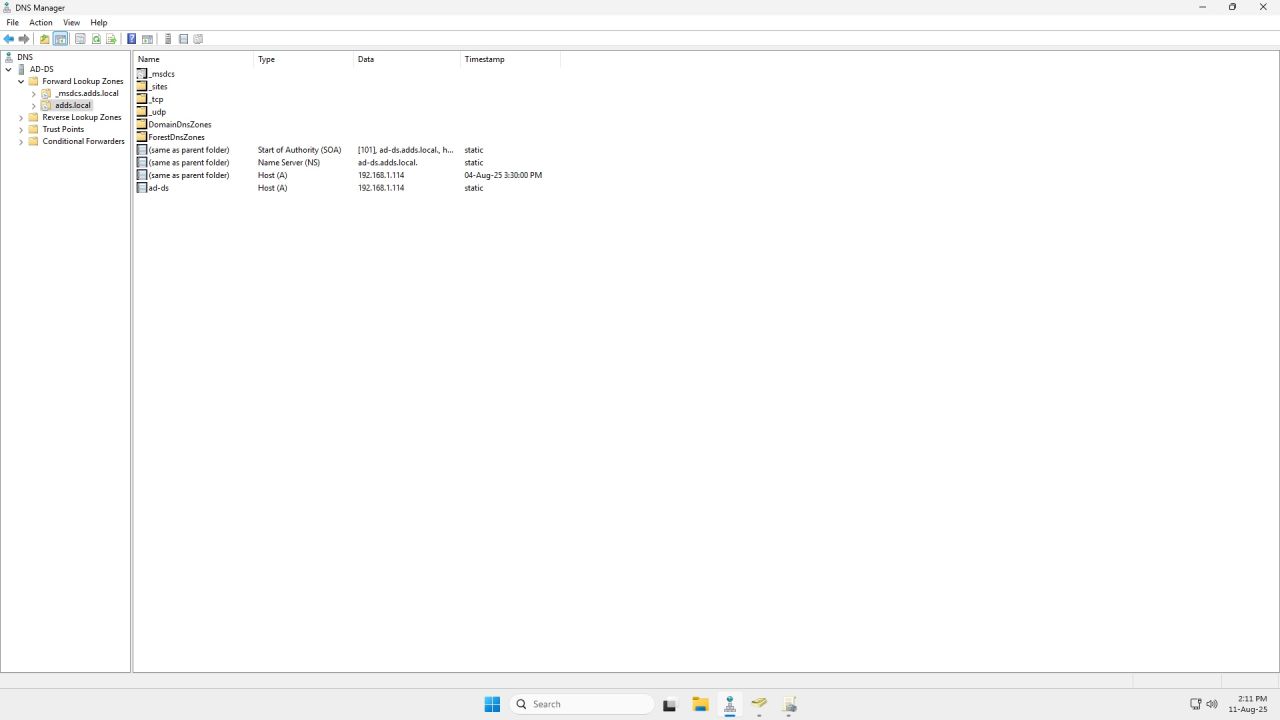 DNS Manager
File Action View Help
DNS
AD-DS
Forward Lookup Zones
_msdcs.adds.local
adds.local
Reverse Lookup Zones
Trust Points
Conditional Forwarders
Name Type Data Timestamp
_msdcs
_sites
_tcp
_udp
DomainDnsZones
ForestDnsZones
(same as parent folder) Start of Authority (SOA) [101], ad-ds.adds.local., h... static
(same as parent folder) Name Server (NS) ad-ds.adds.local. static
(same as parent folder) Host (A) 192.168.1.114 04-Aug-25 3:30:00 PM
ad-ds Host (A) 192.168.1.114 static
Search
2:11 PM
11-Aug-25